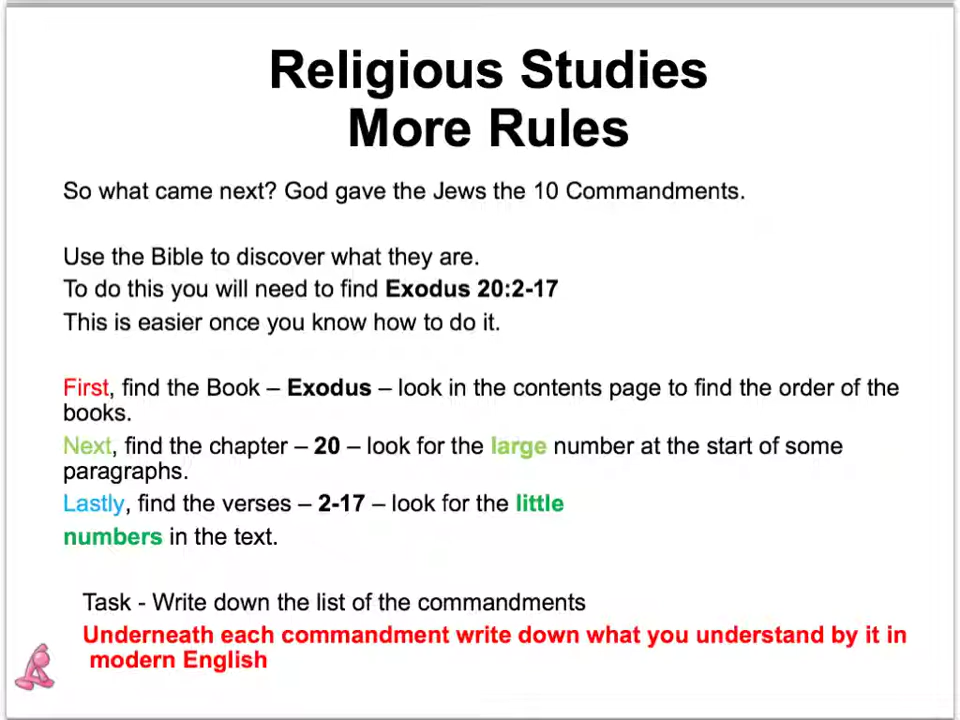 Religious Studies
More Rules
So what came next? God gave the Jews the 10 Commandments.
Use the Bible to discover what they are.
To do this you will need to find Exodus 20:2-17
This is easier once you know how to do it.
First, find the Book – Exodus – look in the contents page to find the order of the
books.
Next, find the chapter – 20 – look for the large number at the start of some
paragraphs.
Lastly, find the verses – 2-17 – look for the little
numbers in the text.
Task - Write down the list of the commandments
Underneath each commandment write down what you understand by it in
modern English